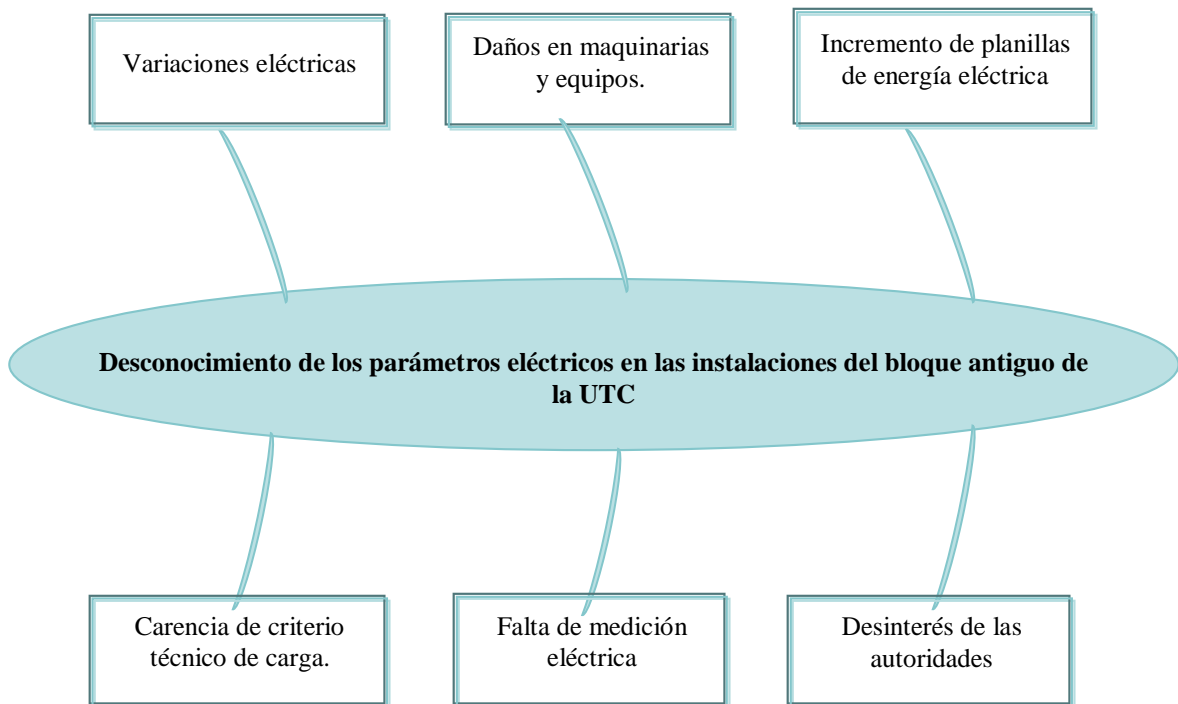 Variaciones eléctricas
Daños en maquinarias
y equipos.
Incremento de planillas
de energía eléctrica
Desconocimiento de los parámetros eléctricos en las instalaciones del bloque antiguo de
la UTC
Carencia de criterio
técnico de carga.
Falta de medición
eléctrica
Desinterés de las
autoridades